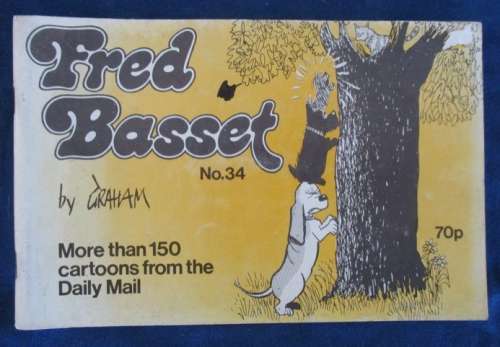 Fred
Basset
No.34
by GRAHAM
More than 150
cartoons from the
Daily Mail
70p